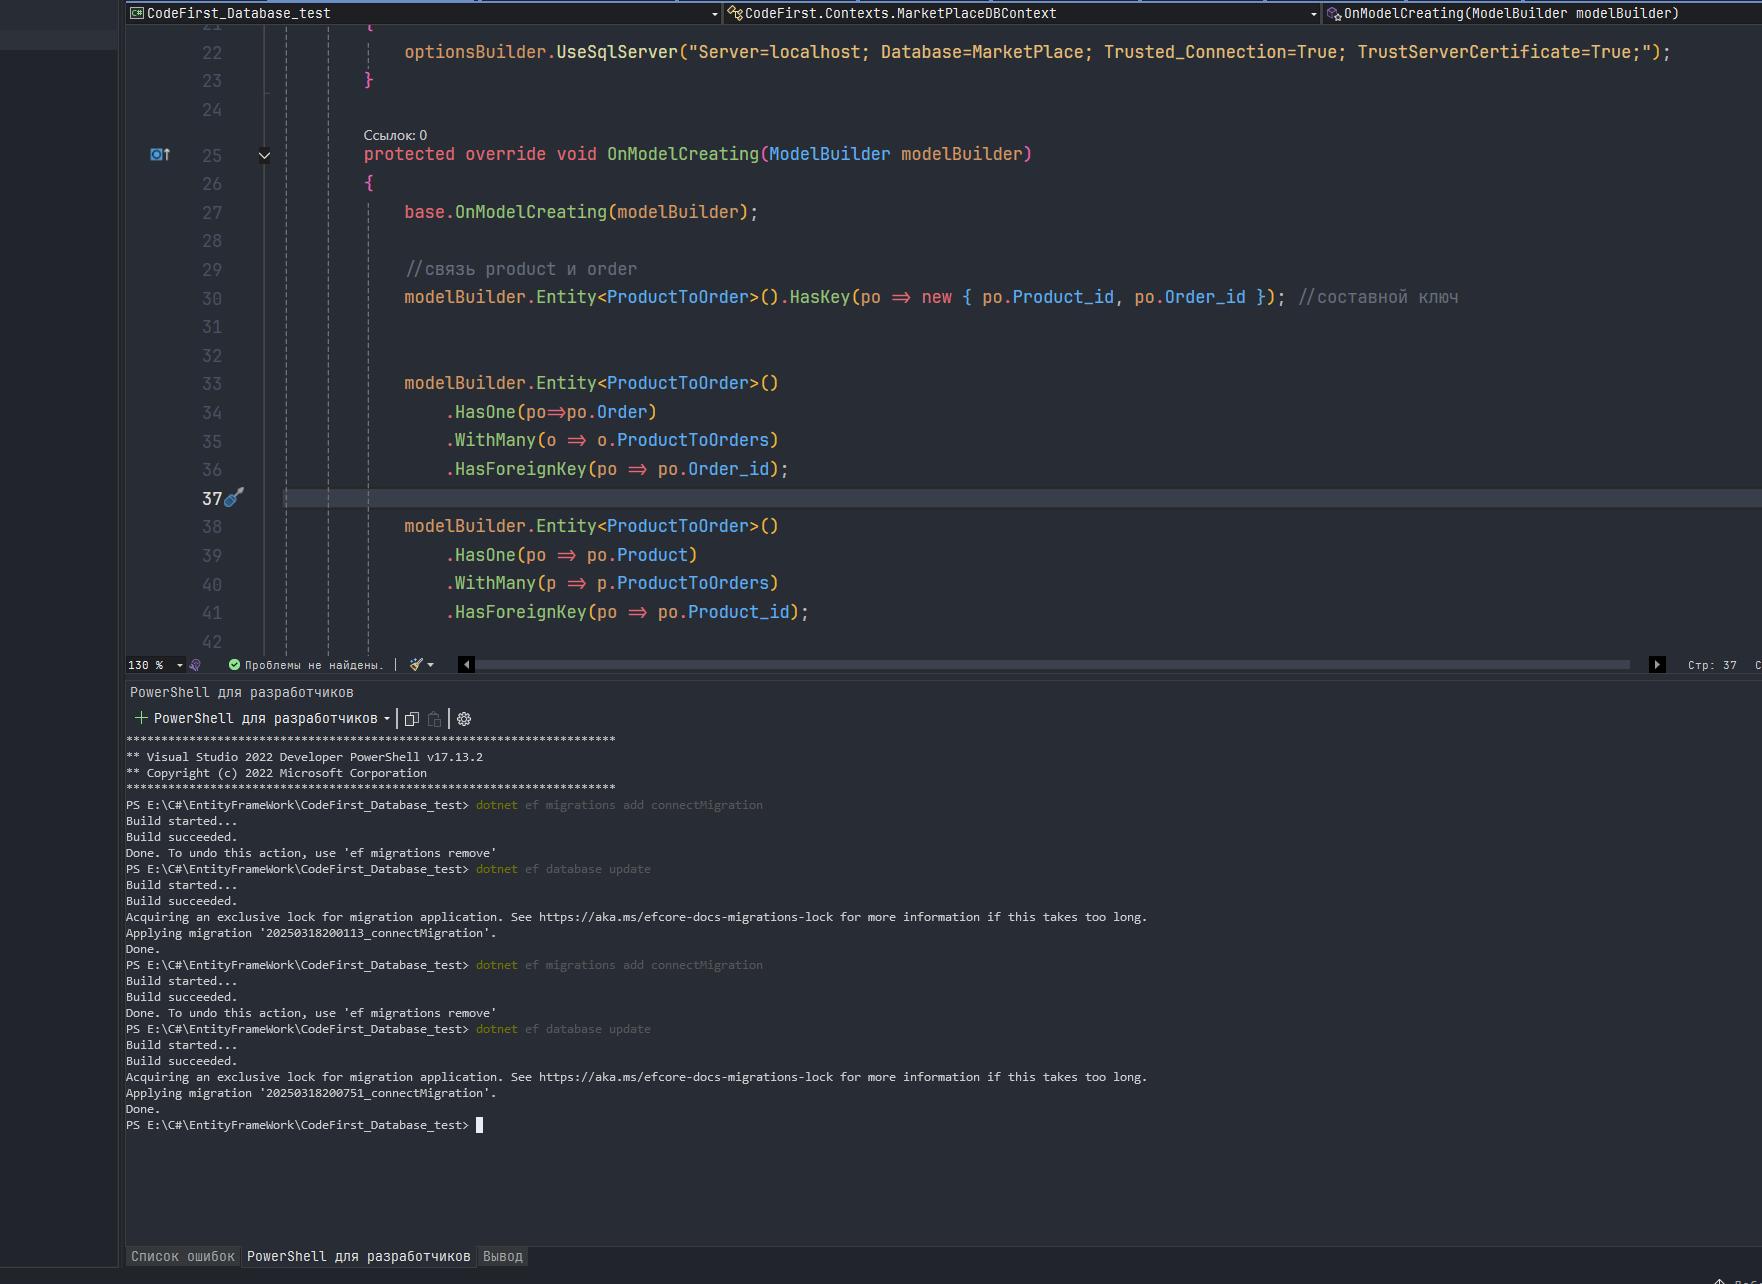 CodeFirst_Database_test
CodeFirst.Contexts.MarketPlaceDBContext
OnModelCreating(ModelBuilder modelBuilder)
21 {
22 optionsBuilder.UseSqlServer("Server=localhost; Database=MarketPlace; Trusted_Connection=True; TrustServerCertificate=True;");
23 }
24
Ссылок: 0
25 protected override void OnModelCreating(ModelBuilder modelBuilder)
26 {
27 base.OnModelCreating(modelBuilder);
28
29 //связь product и order
30 modelBuilder.Entity<ProductToOrder>().HasKey(po => new { po.Product_id, po.Order_id }); //составной ключ
31
32
33 modelBuilder.Entity<ProductToOrder>()
34 .HasOne(po=>po.Order)
35 .WithMany(o => o.ProductToOrders)
36 .HasForeignKey(po => po.Order_id);
37
38 modelBuilder.Entity<ProductToOrder>()
39 .HasOne(po => po.Product)
40 .WithMany(p => p.ProductToOrders)
41 .HasForeignKey(po => po.Product_id);
42
130 % Проблемы не найдены. Стр: 37
PowerShell для разработчиков
PowerShell для разработчиков
**********************************************************************
** Visual Studio 2022 Developer PowerShell v17.13.2
** Copyright (c) 2022 Microsoft Corporation
**********************************************************************
PS E:\C#\EntityFrameWork\CodeFirst_Database_test> dotnet ef migrations add connectMigration
Build started...
Build succeeded.
Done. To undo this action, use 'ef migrations remove'
PS E:\C#\EntityFrameWork\CodeFirst_Database_test> dotnet ef database update
Build started...
Build succeeded.
Acquiring an exclusive lock for migration application. See https://aka.ms/efcore-docs-migrations-lock for more information if this takes too long.
Applying migration '20250318200113_connectMigration'.
Done.
PS E:\C#\EntityFrameWork\CodeFirst_Database_test> dotnet ef migrations add connectMigration
Build started...
Build succeeded.
Done. To undo this action, use 'ef migrations remove'
PS E:\C#\EntityFrameWork\CodeFirst_Database_test> dotnet ef database update
Build started...
Build succeeded.
Acquiring an exclusive lock for migration application. See https://aka.ms/efcore-docs-migrations-lock for more information if this takes too long.
Applying migration '20250318200751_connectMigration'.
Done.
PS E:\C#\EntityFrameWork\CodeFirst_Database_test>
Список ошибок PowerShell для разработчиков Вывод